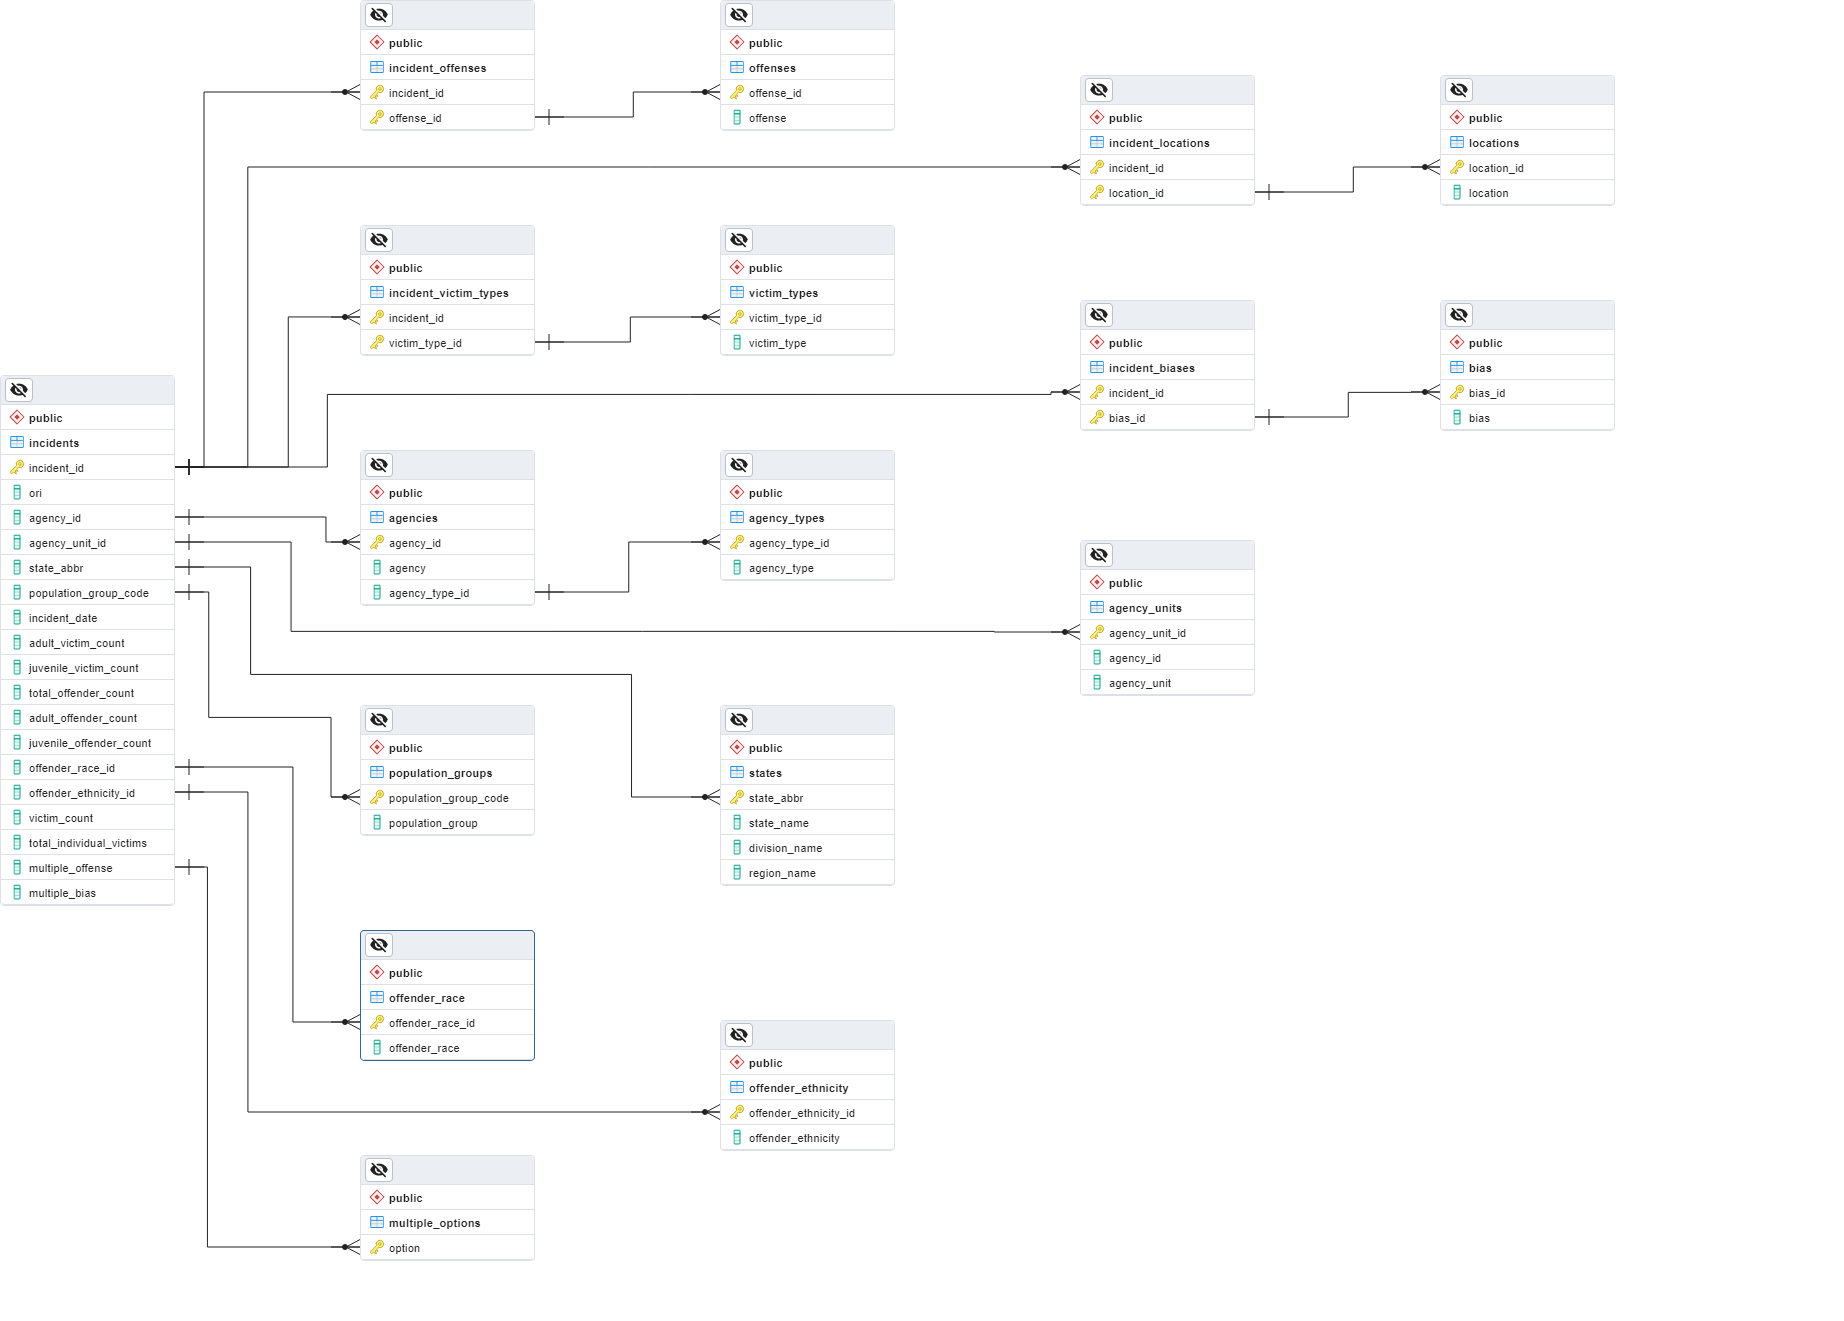 public
incident_offenses
incident_id
offense_id
public
offenses
offense_id
offense
public
incident_locations
incident_id
location_id
public
locations
location_id
location
public
incident_victim_types
incident_id
victim_type_id
public
victim_types
victim_type_id
victim_type
public
incident_biases
incident_id
bias_id
public
bias
bias_id
bias
public
incidents
incident_id
ori
agency_id
agency_unit_id
state_abbr
population_group_code
incident_date
adult_victim_count
juvenile_victim_count
total_offender_count
adult_offender_count
juvenile_offender_count
offender_race_id
offender_ethnicity_id
victim_count
total_individual_victims
multiple_offense
multiple_bias
public
agencies
agency_id
agency
agency_type_id
public
agency_types
agency_type_id
agency_type
public
agency_units
agency_unit_id
agency_id
agency_unit
public
population_groups
population_group_code
population_group
public
states
state_abbr
state_name
division_name
region_name
public
offender_race
offender_race_id
offender_race
public
offender_ethnicity
offender_ethnicity_id
offender_ethnicity
public
multiple_options
option